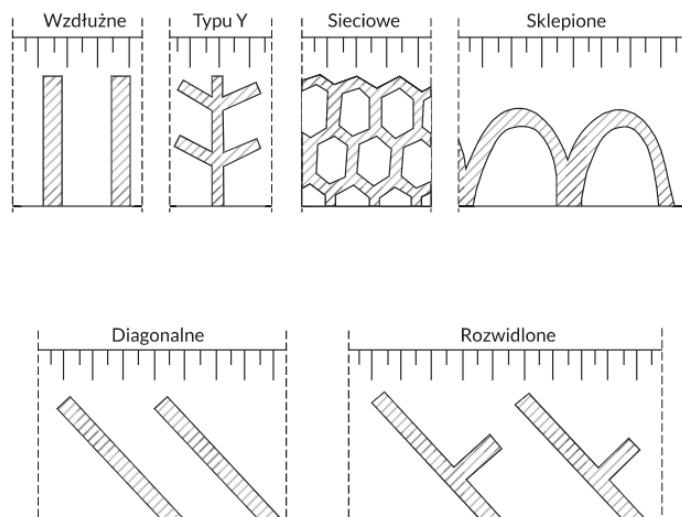 Wzdłużne
Typu Y
Sieciowe
Sklepione
Diagonalne
Rozwidlone